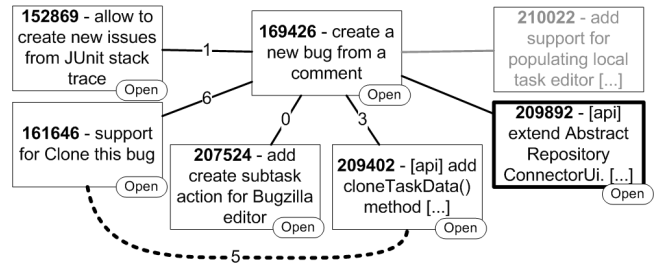 152869 - allow to
create new issues
from JUnit stack
trace
Open
1
169426 - create a
new bug from a
comment
Open
210022 - add
support for
populating local
task editor [...]
6
161646 - support
for Clone this bug
Open
0
207524 - add
create subtask
action for Bugzilla
editor
Open
3
209402 - [api] add
cloneTaskData()
method [...]
Open
209892 - [api]
extend Abstract
Repository
ConnectorUi. [...]
Open
5